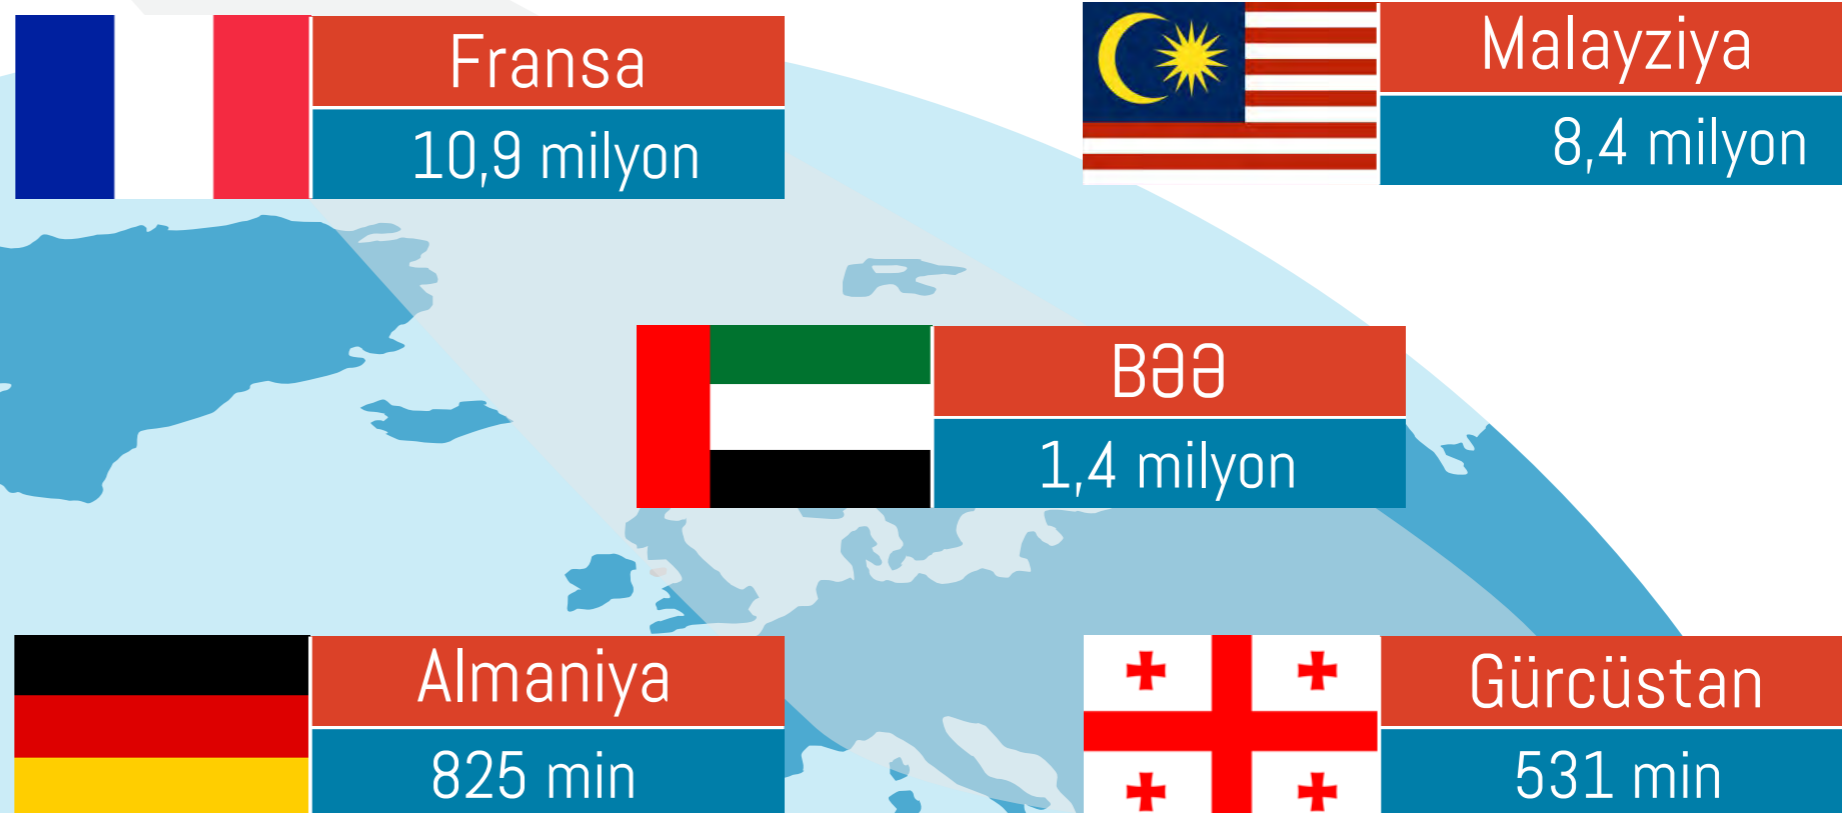 Fransa
10,9 milyon
Malayziya
8,4 milyon
BƏƏ
1,4 milyon
Almaniya
825 min
Gürcüstan
531 min